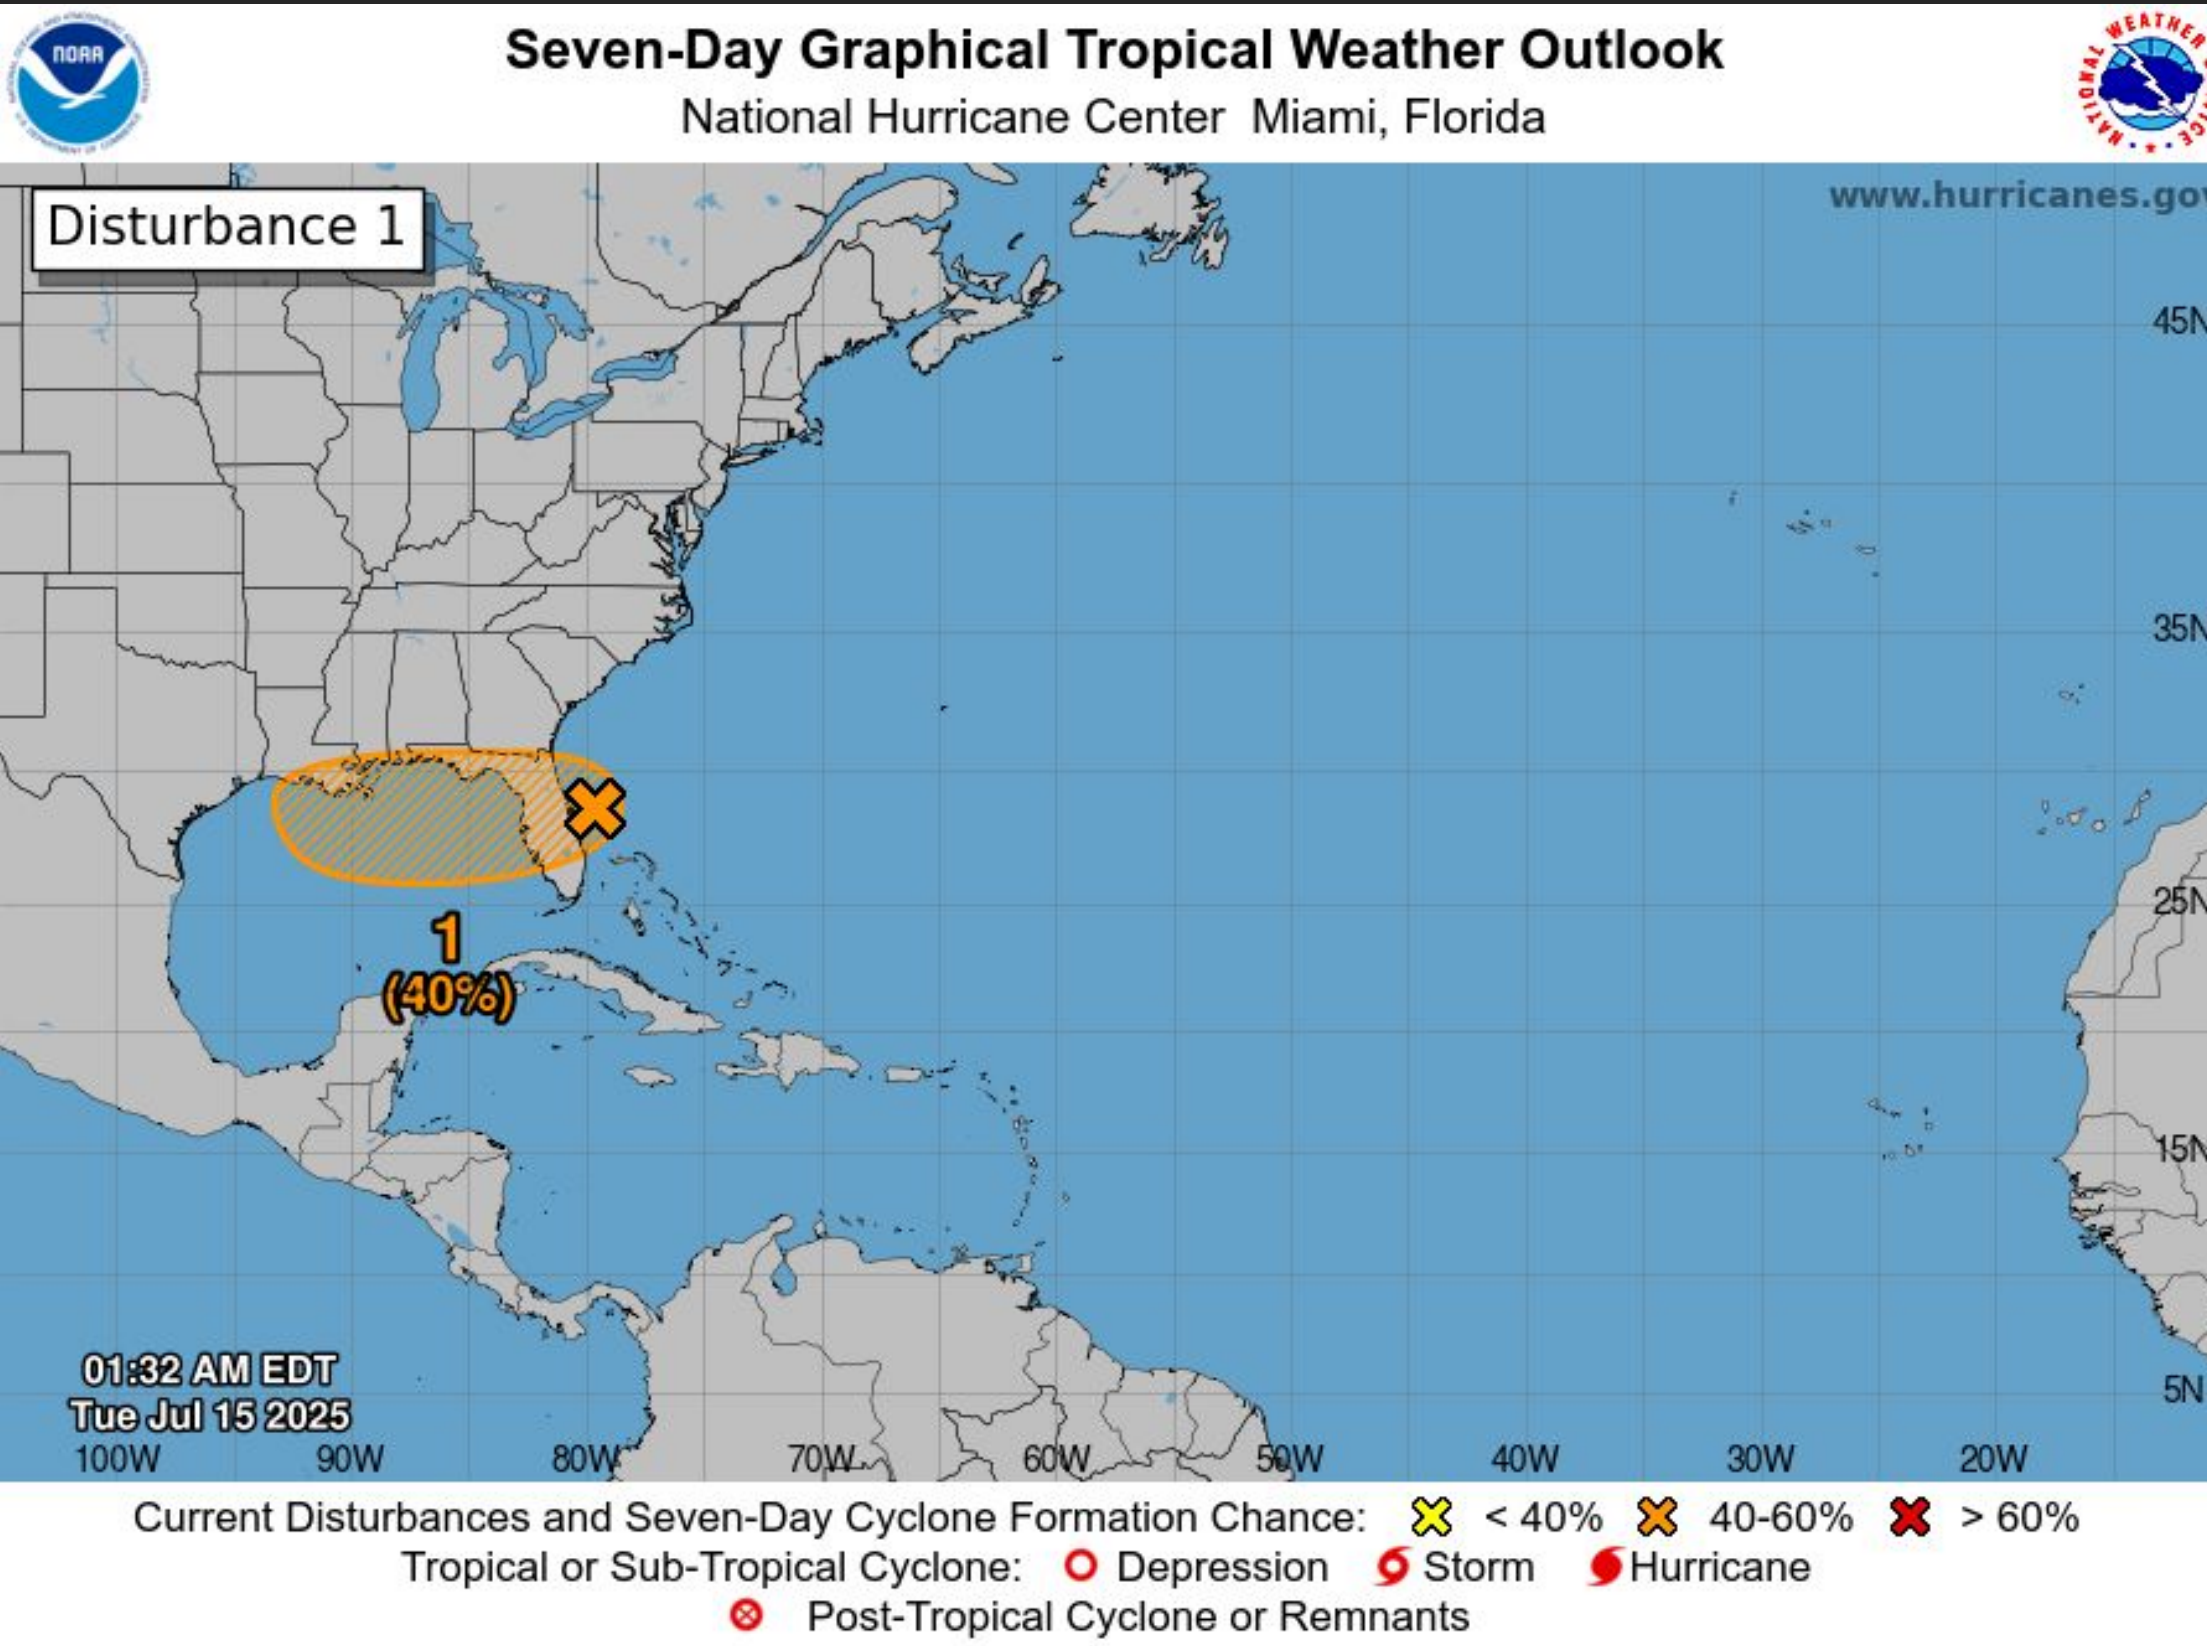 NOAA
Seven-Day Graphical Tropical Weather Outlook
National Hurricane Center Miami, Florida
NATIONAL WEATHER
Disturbance 1
www.hurricanes.gov
45N
35N
25N
15N
5N
1
(40%)
01:32 AM EDT
Tue Jul 15 2025
100W 90W 80W 70W 60W 50W 40W 30W 20W
Current Disturbances and Seven-Day Cyclone Formation Chance: < 40% 40-60% > 60%
Tropical or Sub-Tropical Cyclone: Depression Storm Hurricane
Post-Tropical Cyclone or Remnants